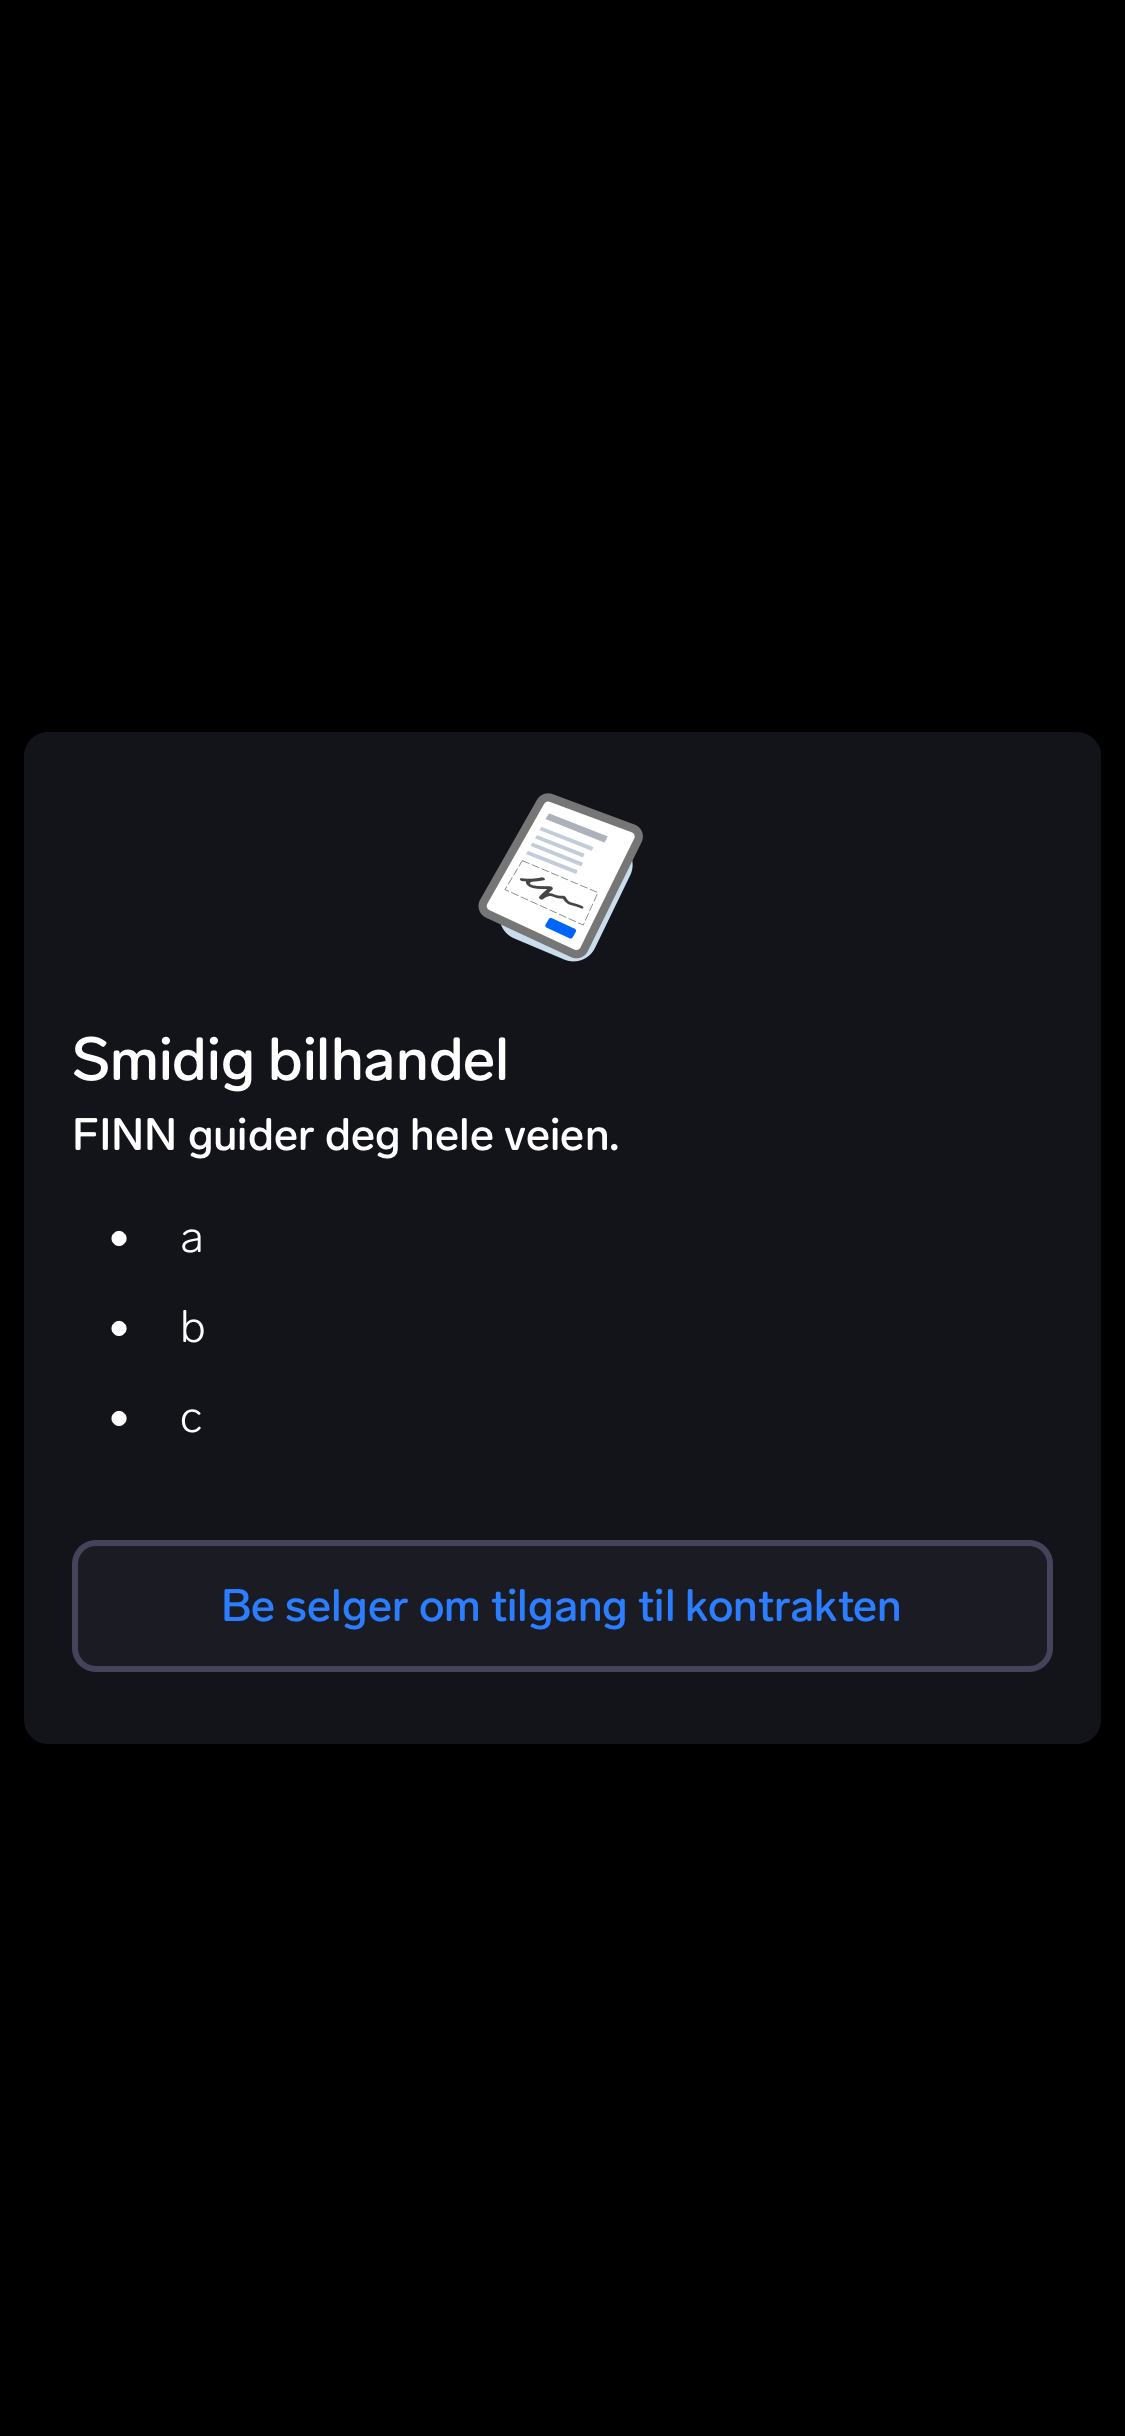 Smidig bilhandel
FINN guider deg hele veien.
• a
• b
• c
Be selger om tilgang til kontrakten